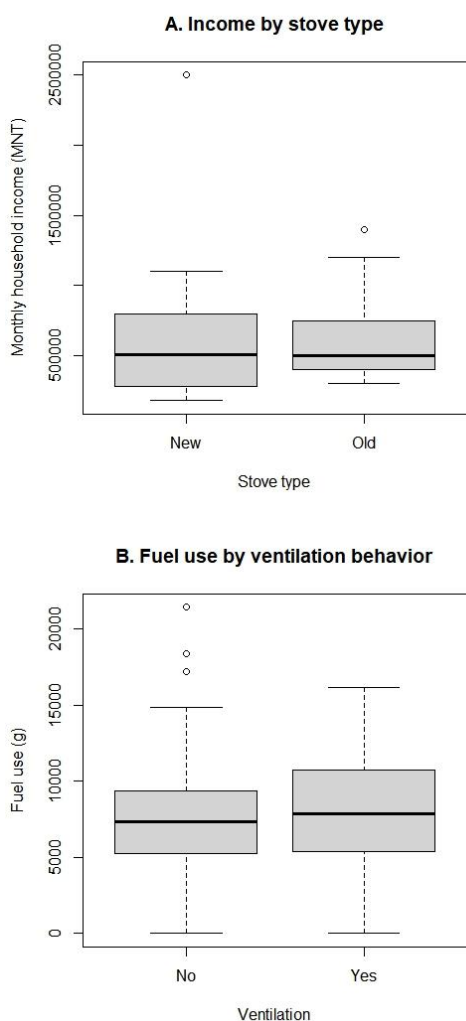 A. Income by stove type
Monthly household income (MNT)
2500000
1500000
500000
New Old
Stove type
B. Fuel use by ventilation behavior
Fuel use (g)
20000
15000
10000
5000
0
No Yes
Ventilation